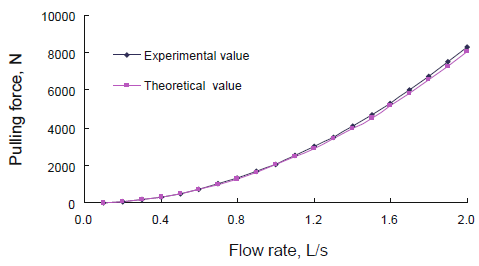 10000
8000
6000
4000
2000
0
Pulling force, N
Experimental value
Theoretical value
0.0 0.4 0.8 1.2 1.6 2.0
Flow rate, L/s